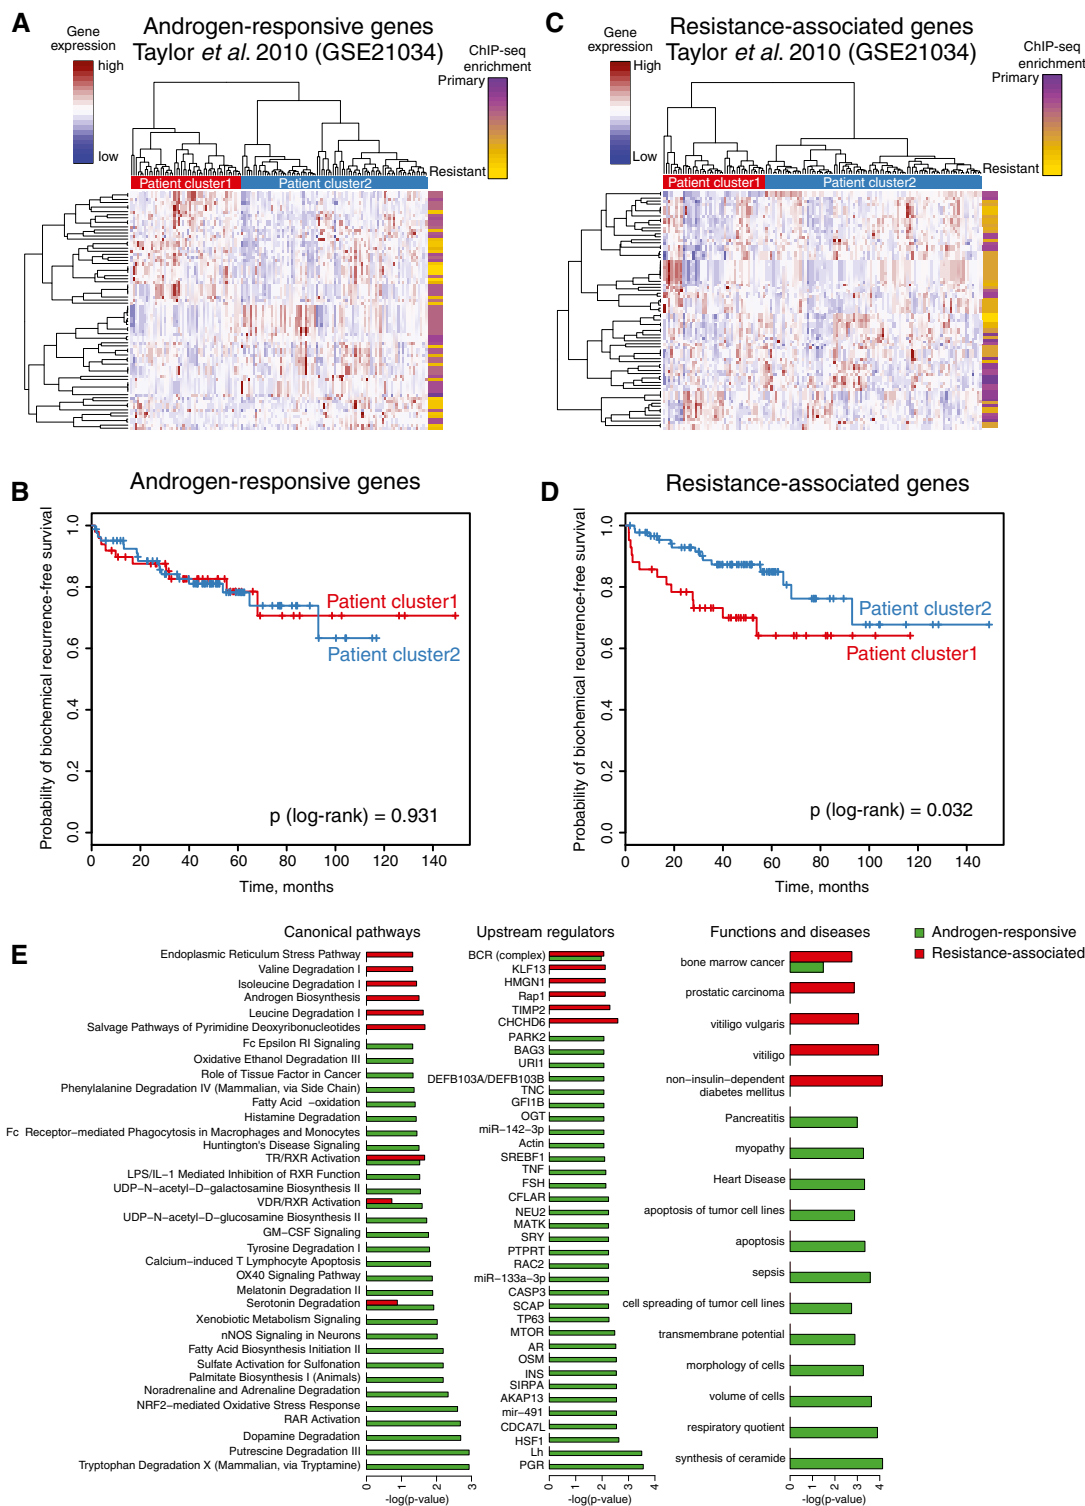 A
Androgen-responsive genes
Taylor et al. 2010 (GSE21034)
Gene
expression
high
low
ChIP-seq
enrichment
Primary
Resistant
Patient cluster1
Patient cluster2
C
Resistance-associated genes
Taylor et al. 2010 (GSE21034)
Gene
expression
High
Low
ChIP-seq
enrichment
Primary
Resistant
Patient cluster1
Patient cluster2
B
Androgen-responsive genes
Probability of biochemical recurrence-free survival
1.0
0.8
0.6
0.4
0.2
0.0
Patient cluster1
Patient cluster2
p (log-rank) = 0.931
0 20 40 60 80 100 120 140
Time, months
D
Resistance-associated genes
Probability of biochemical recurrence-free survival
1.0
0.8
0.6
0.4
0.2
0.0
Patient cluster2
Patient cluster1
p (log-rank) = 0.032
0 20 40 60 80 100 120 140
Time, months
E
Canonical pathways
Endoplasmic Reticulum Stress Pathway
Valine Degradation I
Isoleucine Degradation I
Androgen Biosynthesis
Leucine Degradation I
Salvage Pathways of Pyrimidine Deoxyribonucleotides
Fc Epsilon RI Signaling
Oxidative Ethanol Degradation III
Role of Tissue Factor in Cancer
Phenylalanine Degradation IV (Mammalian, via Side Chain)
Fatty Acid −oxidation
Histamine Degradation
Fc Receptor−mediated Phagocytosis in Macrophages and Monocytes
Huntington's Disease Signaling
TR/RXR Activation
LPS/IL−1 Mediated Inhibition of RXR Function
UDP−N−acetyl−D−galactosamine Biosynthesis II
VDR/RXR Activation
UDP−N−acetyl−D−glucosamine Biosynthesis II
GM−CSF Signaling
Tyrosine Degradation I
Calcium−induced T Lymphocyte Apoptosis
OX40 Signaling Pathway
Melatonin Degradation II
Serotonin Degradation
Xenobiotic Metabolism Signaling
nNOS Signaling in Neurons
Fatty Acid Biosynthesis Initiation II
Sulfate Activation for Sulfonation
Palmitate Biosynthesis I (Animals)
Noradrenaline and Adrenaline Degradation
NRF2−mediated Oxidative Stress Response
RAR Activation
Dopamine Degradation
Putrescine Degradation III
Tryptophan Degradation X (Mammalian, via Tryptamine)
0 1 2 3
-log(p-value)
Upstream regulators
BCR (complex)
KLF13
HMGN1
Rap1
TIMP2
CHCHD6
PARK2
BAG3
URI1
DEFB103A/DEFB103B
TNC
GFI1B
OGT
miR−142−3p
Actin
SREBF1
TNF
FSH
CFLAR
NEU2
MATK
SRY
PTPRT
RAC2
miR−133a−3p
CASP3
SCAP
TP63
MTOR
AR
OSM
INS
SIRPA
AKAP13
mir−491
CDCA7L
HSF1
Lh
PGR
0 1 2 3 4
-log(p-value)
Functions and diseases
bone marrow cancer
prostatic carcinoma
vitiligo vulgaris
vitiligo
non−insulin−dependent
diabetes mellitus
Pancreatitis
myopathy
Heart Disease
apoptosis of tumor cell lines
apoptosis
sepsis
cell spreading of tumor cell lines
transmembrane potential
morphology of cells
volume of cells
respiratory quotient
synthesis of ceramide
0 1 2 3 4
-log(p-value)
Androgen-responsive
Resistance-associated